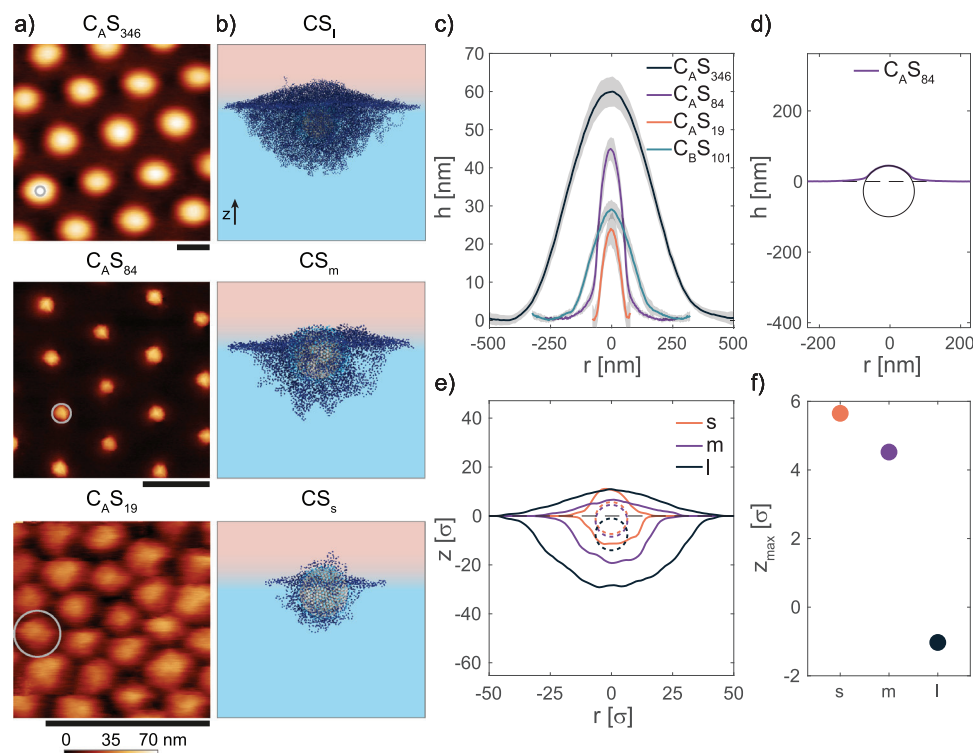 a)
C_AS_346
C_AS_84
C_AS_19
0 35 70 nm
b)
CS_l
z
CS_m
CS_s
c)
h [nm]
70
60
50
40
30
20
10
0
-500 -250 0 250 500
r [nm]
C_AS_346
C_AS_84
C_AS_19
C_BS_101
d)
C_AS_84
h [nm]
200
0
-200
-400
-200 0 200
r [nm]
e)
s
m
l
z [σ]
40
20
0
-20
-40
-60
-50 -25 0 25 50
r [σ]
f)
z_max [σ]
6
4
2
0
-2
s m l